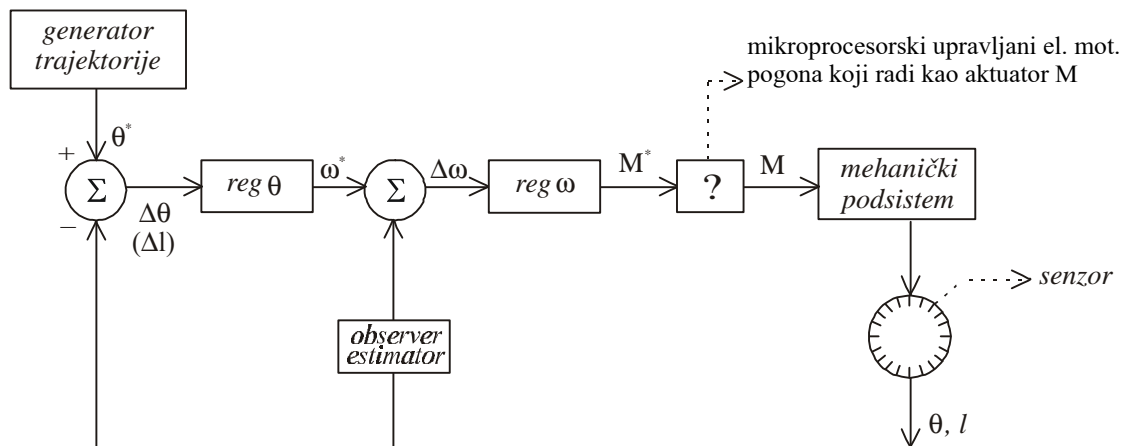 generator
trajektorije
mikroprocesorski upravljani el. mot.
pogona koji radi kao aktuator M
θ*
+
Σ
−
Δθ
(Δl)
reg θ
ω*
Σ
Δω
reg ω
M*
?
M
mehanički
podsistem
senzor
observer
estimator
θ, l